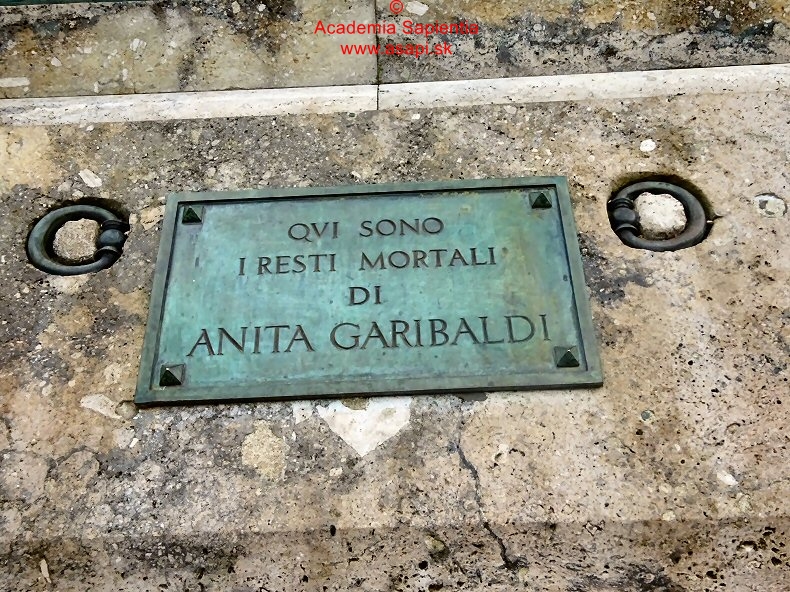 ©
Academia Sapientia
www.asapi.sk
QVI SONO
I RESTI MORTALI
DI
ANITA GARIBALDI